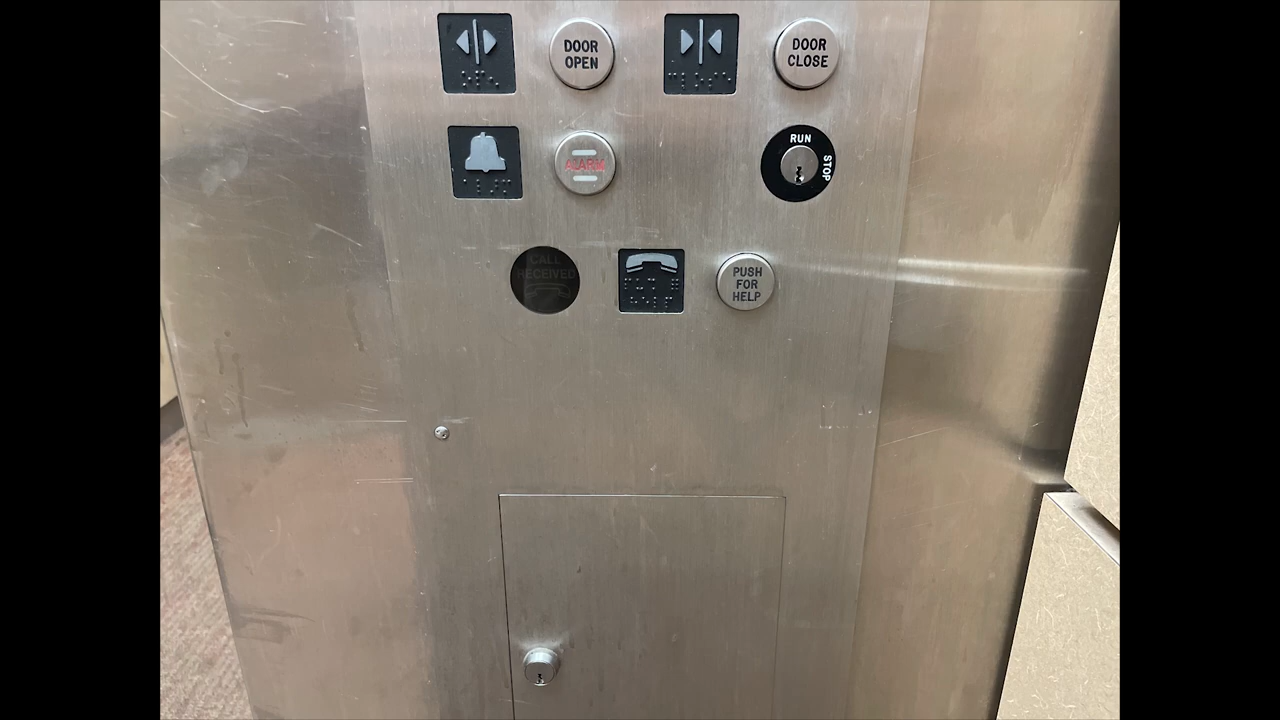 DOOR
OPEN
DOOR
CLOSE
ALARM
RUN
STOP
CALL
RECEIVED
PUSH
FOR
HELP